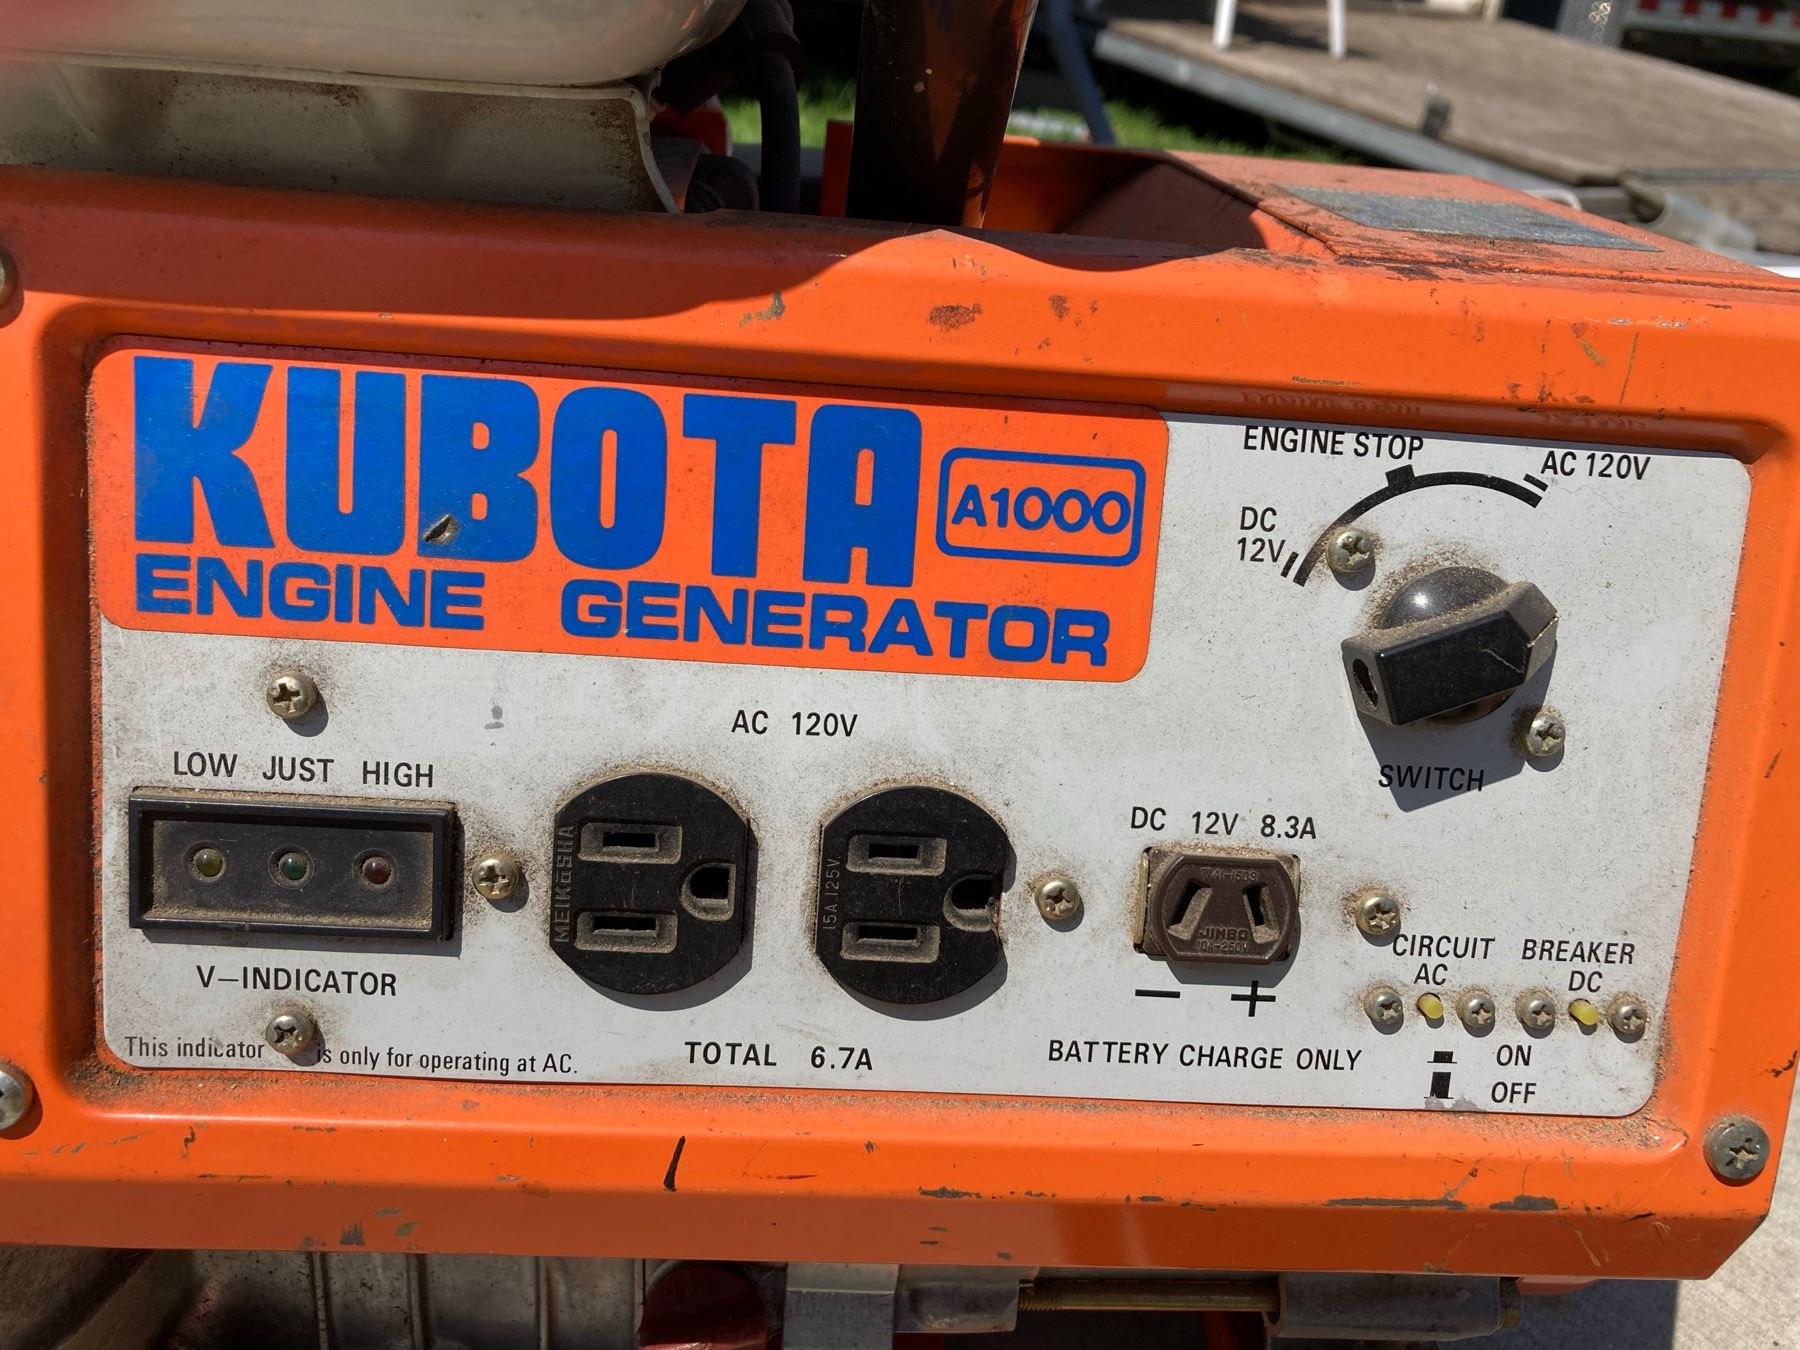 KUBOTA A1000
ENGINE GENERATOR
ENGINE STOP
AC 120V
DC
12V
SWITCH
AC 120V
LOW JUST HIGH
MEIKOSHA
15A.125V
DC 12V 8.3A
JIMBO
10A-250V
V-INDICATOR
- +
CIRCUIT BREAKER
AC DC
This indicator is only for operating at AC.
TOTAL 6.7A
BATTERY CHARGE ONLY
ON
OFF